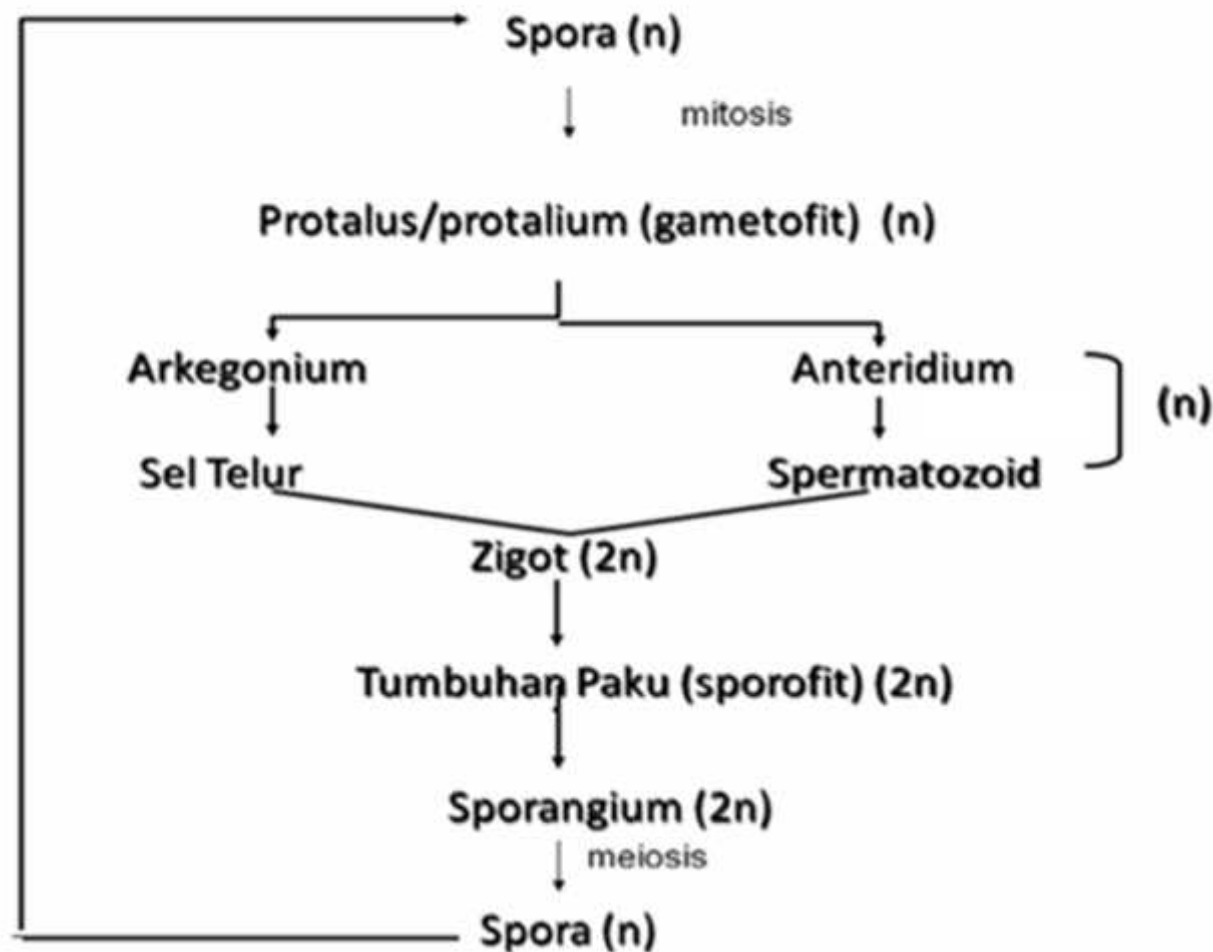 Spora (n)
mitosis
Protalus/protalium (gametofit) (n)
Arkegonium
Anteridium
(n)
Sel Telur
Spermatozoid
Zigot (2n)
Tumbuhan Paku (sporofit) (2n)
Sporangium (2n)
meiosis
Spora (n)